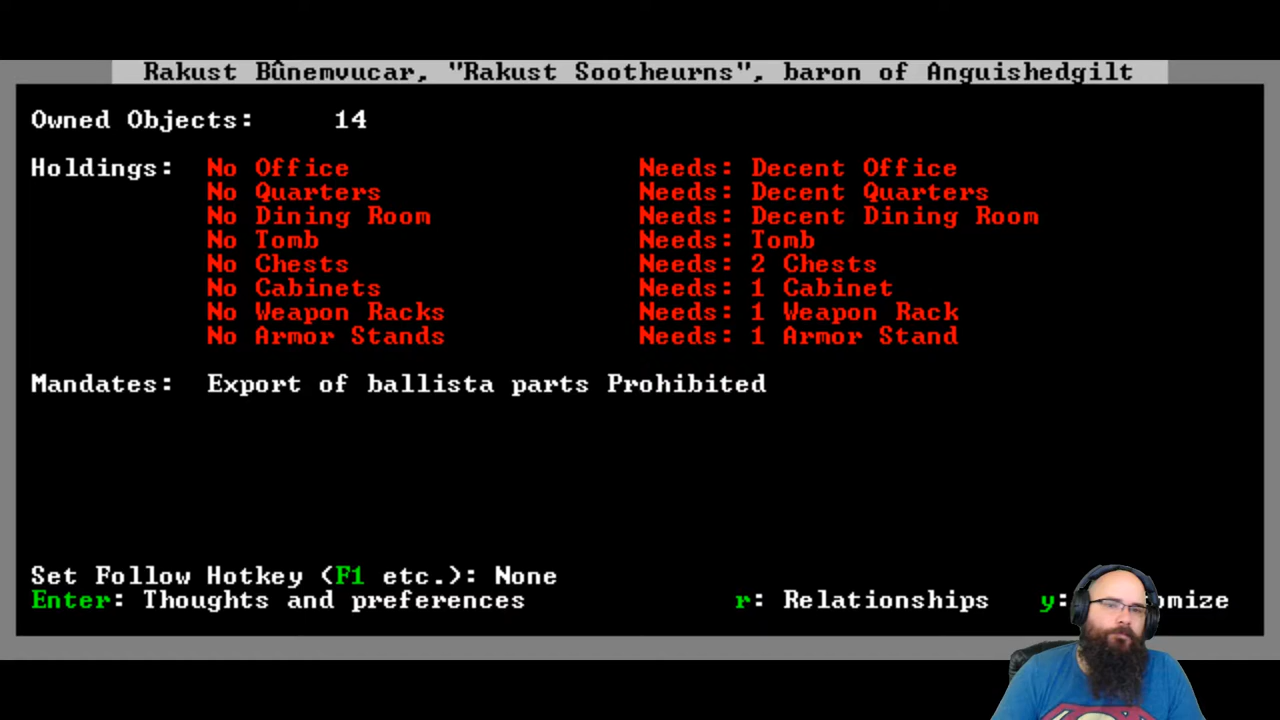 Rakust Bûnemvucar, "Rakust Sootheurns", baron of Anguishedgilt
Owned Objects: 14
Holdings: No Office Needs: Decent Office
No Quarters Needs: Decent Quarters
No Dining Room Needs: Decent Dining Room
No Tomb Needs: Tomb
No Chests Needs: 2 Chests
No Cabinets Needs: 1 Cabinet
No Weapon Racks Needs: 1 Weapon Rack
No Armor Stands Needs: 1 Armor Stand
Mandates: Export of ballista parts Prohibited
Set Follow Hotkey (F1 etc.): None
Enter: Thoughts and preferences r: Relationships y: